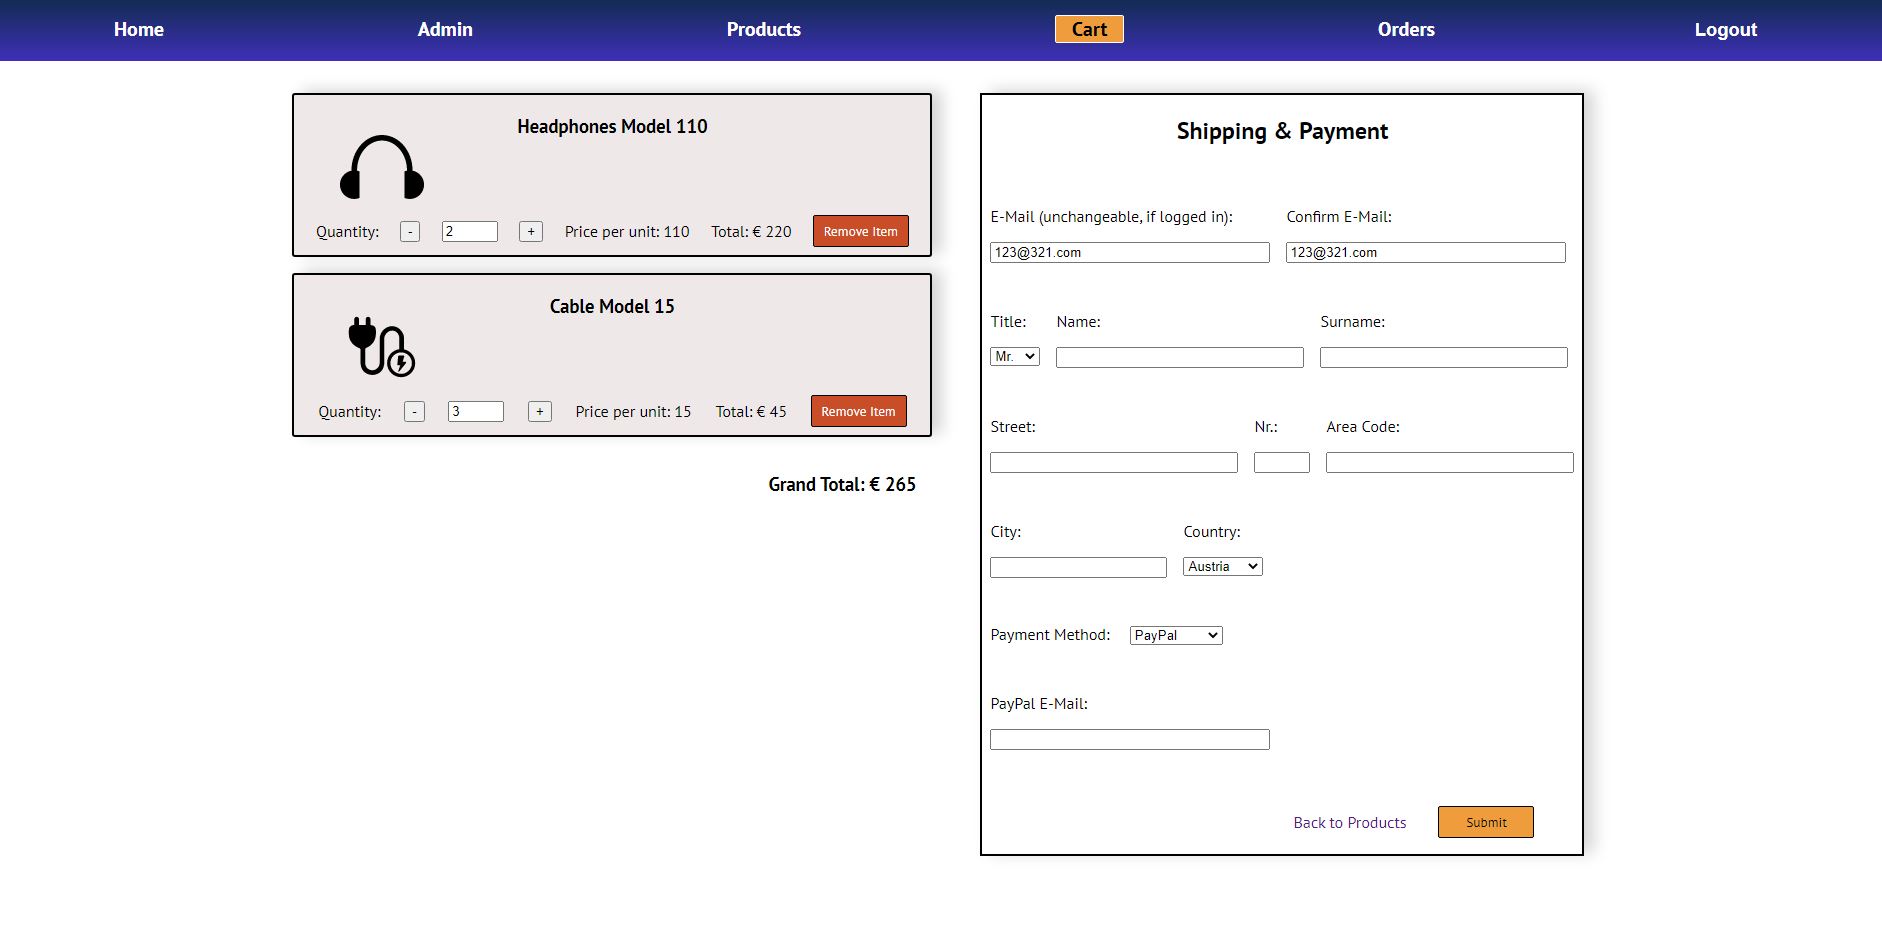 Home Admin Products Cart Orders Logout
Headphones Model 110
Quantity: - 2 + Price per unit: 110 Total: € 220 Remove Item
Cable Model 15
Quantity: - 3 + Price per unit: 15 Total: € 45 Remove Item
Grand Total: € 265
Shipping & Payment
E-Mail (unchangeable, if logged in): Confirm E-Mail:
123@321.com 123@321.com
Title: Name: Surname:
Mr.
Street: Nr.: Area Code:
City: Country:
Austria
Payment Method: PayPal
PayPal E-Mail:
Back to Products Submit